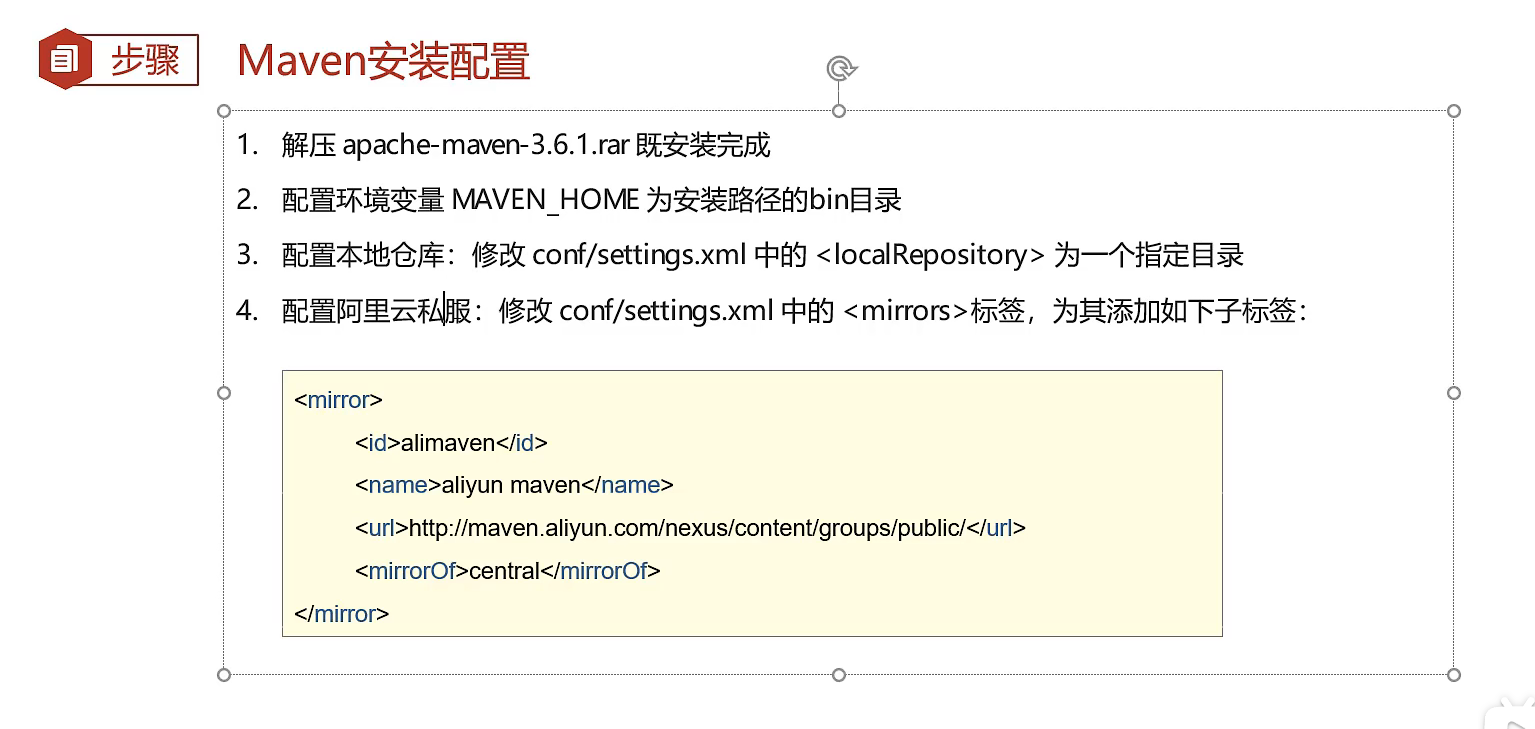 步骤
Maven安装配置
1. 解压 apache-maven-3.6.1.rar 既安装完成
2. 配置环境变量 MAVEN_HOME 为安装路径的bin目录
3. 配置本地仓库：修改 conf/settings.xml 中的 <localRepository> 为一个指定目录
4. 配置阿里云私服：修改 conf/settings.xml 中的 <mirrors>标签，为其添加如下子标签：
<mirror>
<id>alimaven</id>
<name>aliyun maven</name>
<url>http://maven.aliyun.com/nexus/content/groups/public/</url>
<mirrorOf>central</mirrorOf>
</mirror>